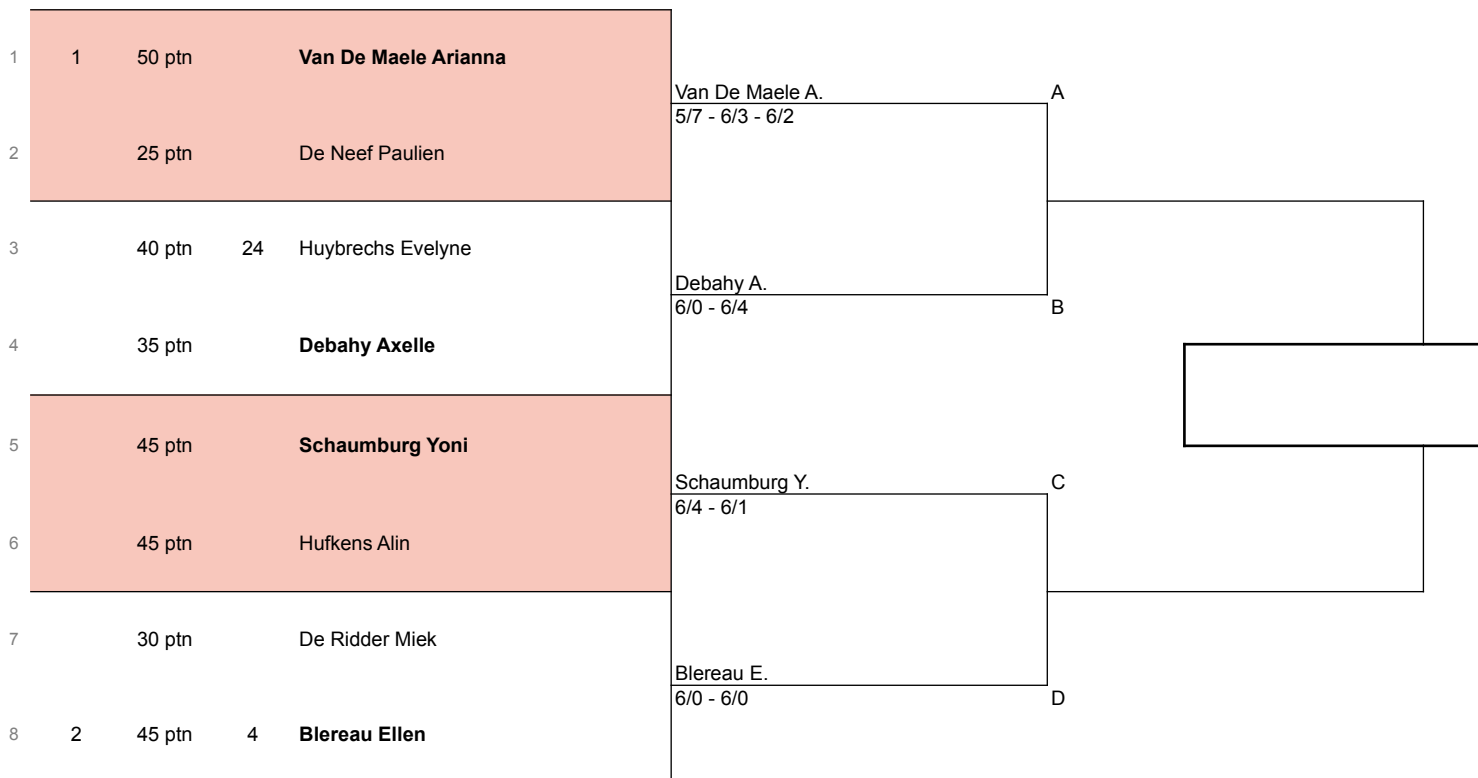 1 1 50 ptn Van De Maele Arianna
Van De Maele A. A
5/7 - 6/3 - 6/2
2 25 ptn De Neef Paulien
3 40 ptn 24 Huybrechs Evelyne
Debahy A.
6/0 - 6/4 B
4 35 ptn Debahy Axelle
5 45 ptn Schaumburg Yoni
Schaumburg Y. C
6/4 - 6/1
6 45 ptn Hufkens Alin
7 30 ptn De Ridder Miek
Blereau E.
6/0 - 6/0 D
8 2 45 ptn 4 Blereau Ellen